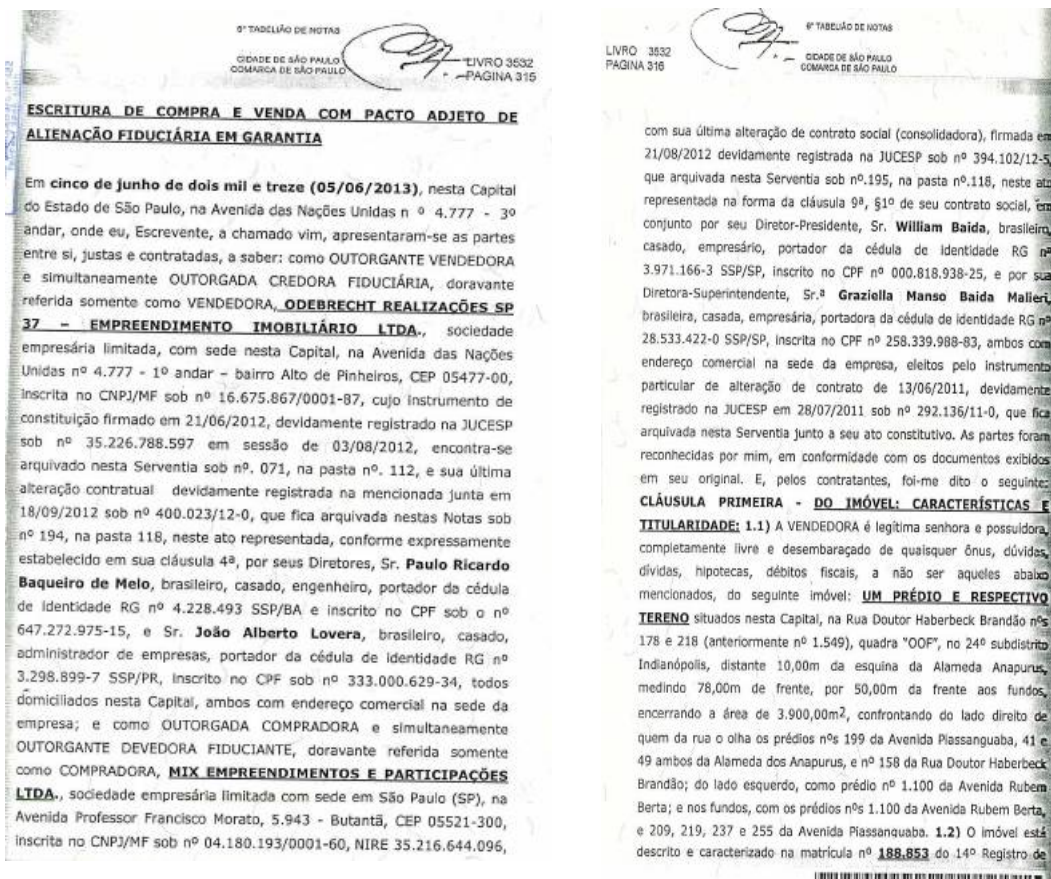 6º TABELIÃO DE NOTAS
CIDADE DE SÃO PAULO
COMARCA DE SÃO PAULO
LIVRO 3532
PAGINA 315
ESCRITURA DE COMPRA E VENDA COM PACTO ADJETO DE
ALIENAÇÃO FIDUCIÁRIA EM GARANTIA
Em cinco de junho de dois mil e treze (05/06/2013), nesta Capital
do Estado de São Paulo, na Avenida das Nações Unidas n º 4.777 - 3º
andar, onde eu, Escrevente, a chamado vim, apresentaram-se as partes
entre si, justas e contratadas, a saber: como OUTORGANTE VENDEDORA
e simultaneamente OUTORGADA CREDORA FIDUCIÁRIA, doravante
referida somente como VENDEDORA, ODEBRECHT REALIZAÇÕES SP
37 – EMPREENDIMENTO IMOBILIÁRIO LTDA., sociedade
empresária limitada, com sede nesta Capital, na Avenida das Nações
Unidas nº 4.777 - 1º andar – bairro Alto de Pinheiros, CEP 05477-00,
inscrita no CNPJ/MF sob nº 16.675.867/0001-87, cujo instrumento de
constituição firmado em 21/06/2012, devidamente registrado na JUCESP
sob nº 35.226.788.597 em sessão de 03/08/2012, encontra-se
arquivado nesta Serventia sob nº. 071, na pasta nº. 112, e sua última
alteração contratual devidamente registrada na mencionada junta em
18/09/2012 sob nº 400.023/12-0, que fica arquivada nestas Notas sob
nº 194, na pasta 118, neste ato representada, conforme expressamente
estabelecido em sua cláusula 4ª, por seus Diretores, Sr. Paulo Ricardo
Baqueiro de Melo, brasileiro, casado, engenheiro, portador da cédula
de identidade RG nº 4.228.493 SSP/BA e inscrito no CPF sob o nº
647.272.975-15, e Sr. João Alberto Lovera, brasileiro, casado,
administrador de empresas, portador da cédula de identidade RG nº
3.298.899-7 SSP/PR, inscrito no CPF sob nº 333.000.629-34, todos
domiciliados nesta Capital, ambos com endereço comercial na sede da
empresa; e como OUTORGADA COMPRADORA e simultaneamente
OUTORGANTE DEVEDORA FIDUCIANTE, doravante referida somente
como COMPRADORA, MIX EMPREENDIMENTOS E PARTICIPAÇÕES
LTDA., sociedade empresária limitada com sede em São Paulo (SP), na
Avenida Professor Francisco Morato, 5.943 - Butantã, CEP 05521-300,
inscrita no CNPJ/MF sob nº 04.180.193/0001-60, NIRE 35.216.644.096,
LIVRO 3532
PAGINA 316
6º TABELIÃO DE NOTAS
CIDADE DE SÃO PAULO
COMARCA DE SÃO PAULO
com sua última alteração de contrato social (consolidadora), firmada em
21/08/2012 devidamente registrada na JUCESP sob nº 394.102/12-5,
que arquivada nesta Serventia sob nº.195, na pasta nº.118, neste ato
representada na forma da cláusula 9ª, §1º de seu contrato social, em
conjunto por seu Diretor-Presidente, Sr. William Baida, brasileiro,
casado, empresário, portador da cédula de identidade RG nº
3.971.166-3 SSP/SP, inscrito no CPF nº 000.818.938-25, e por sua
Diretora-Superintendente, Sr.ª Graziella Manso Baida Malieri,
brasileira, casada, empresária, portadora da cédula de identidade RG nº
28.533.422-0 SSP/SP, inscrita no CPF nº 258.339.988-83, ambos com
endereço comercial na sede da empresa, eleitos pelo instrumento
particular de alteração de contrato de 13/06/2011, devidamente
registrado na JUCESP em 28/07/2011 sob nº 292.136/11-0, que fica
arquivada nesta Serventia junto a seu ato constitutivo. As partes foram
reconhecidas por mim, em conformidade com os documentos exibidos
em seu original. E, pelos contratantes, foi-me dito o seguinte:
CLÁUSULA PRIMEIRA - DO IMÓVEL: CARACTERÍSTICAS E
TITULARIDADE: 1.1) A VENDEDORA é legítima senhora e possuidora,
completamente livre e desembaraçado de quaisquer ônus, dúvidas,
dívidas, hipotecas, débitos fiscais, a não ser aqueles abaixo
mencionados, do seguinte imóvel: UM PRÉDIO E RESPECTIVO
TERENO situados nesta Capital, na Rua Doutor Haberbeck Brandão nºs
178 e 218 (anteriormente nº 1.549), quadra "OOF", no 24º subdistrito
Indianópolis, distante 10,00m da esquina da Alameda Anapurus,
medindo 78,00m de frente, por 50,00m da frente aos fundos,
encerrando a área de 3.900,00m2, confrontando do lado direito de
quem da rua o olha os prédios nºs 199 da Avenida Piassanguaba, 41 e
49 ambos da Alameda dos Anapurus, e nº 158 da Rua Doutor Haberbeck
Brandão; do lado esquerdo, como prédio nº 1.100 da Avenida Rubem
Berta; e nos fundos, com os prédios nºs 1.100 da Avenida Rubem Berta,
e 209, 219, 237 e 255 da Avenida Piassanguaba. 1.2) O imóvel está
descrito e caracterizado na matrícula nº 188.853 do 14º Registro de